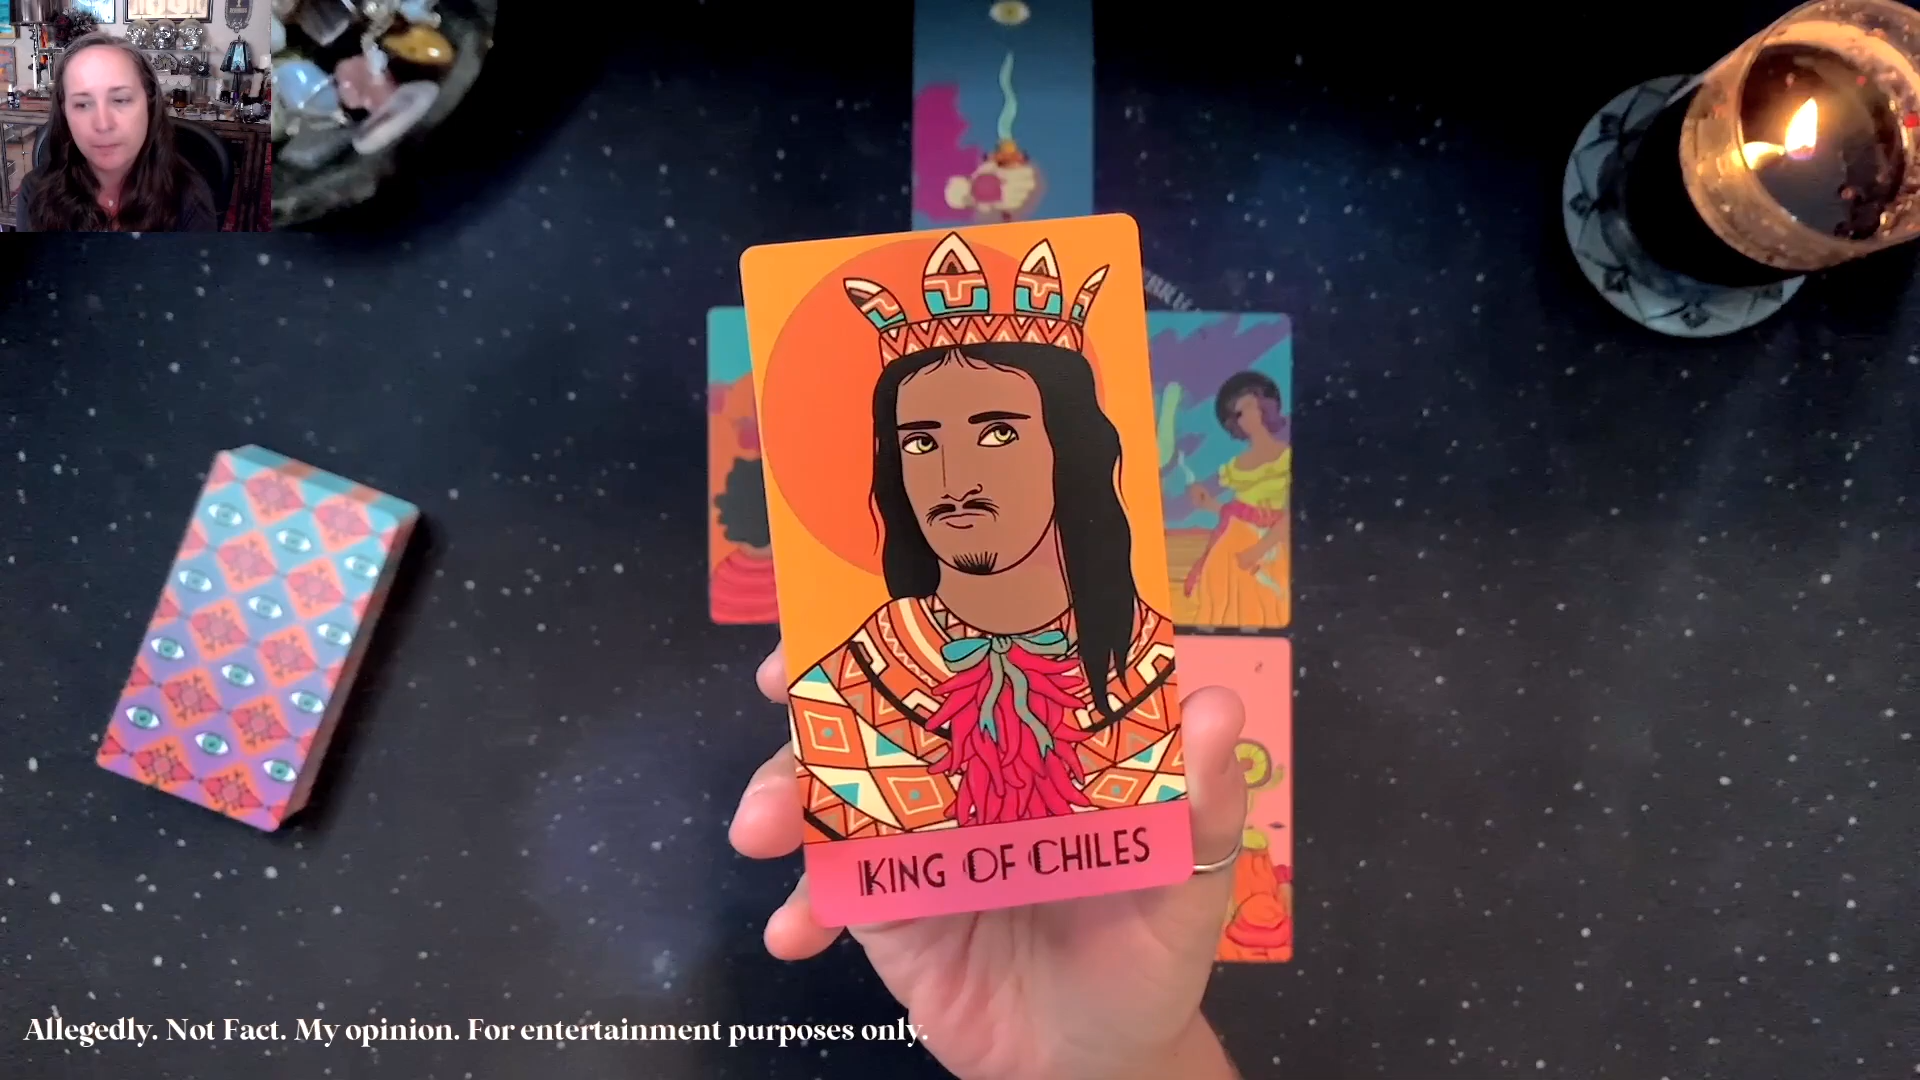 KING OF CHILES
Allegedly. Not Fact. My opinion. For entertainment purposes only.